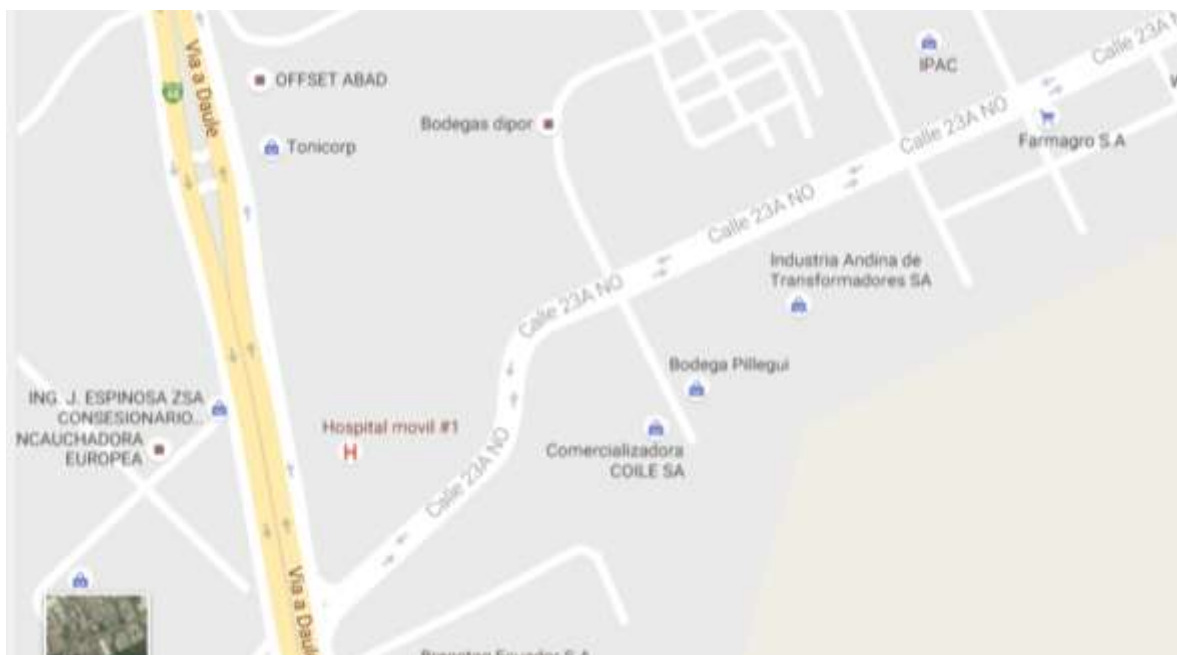 Via a Daule
OFFSET ABAD
Tonicorp
Bodegas dipor
IPAC
Calle 23A N
Farmagro S.A
Calle 23A NO
Calle 23A NO
Industria Andina de
Transformadores SA
Calle 23A NO
Bodega Pillegui
ING. J. ESPINOSA ZSA
CONSESIONARIO...
NCAUCHADORA
EUROPEA
Hospital movil #1
Comercializadora
COILE SA
Calle 23A NO
Via a Daule
Ecuador S.A